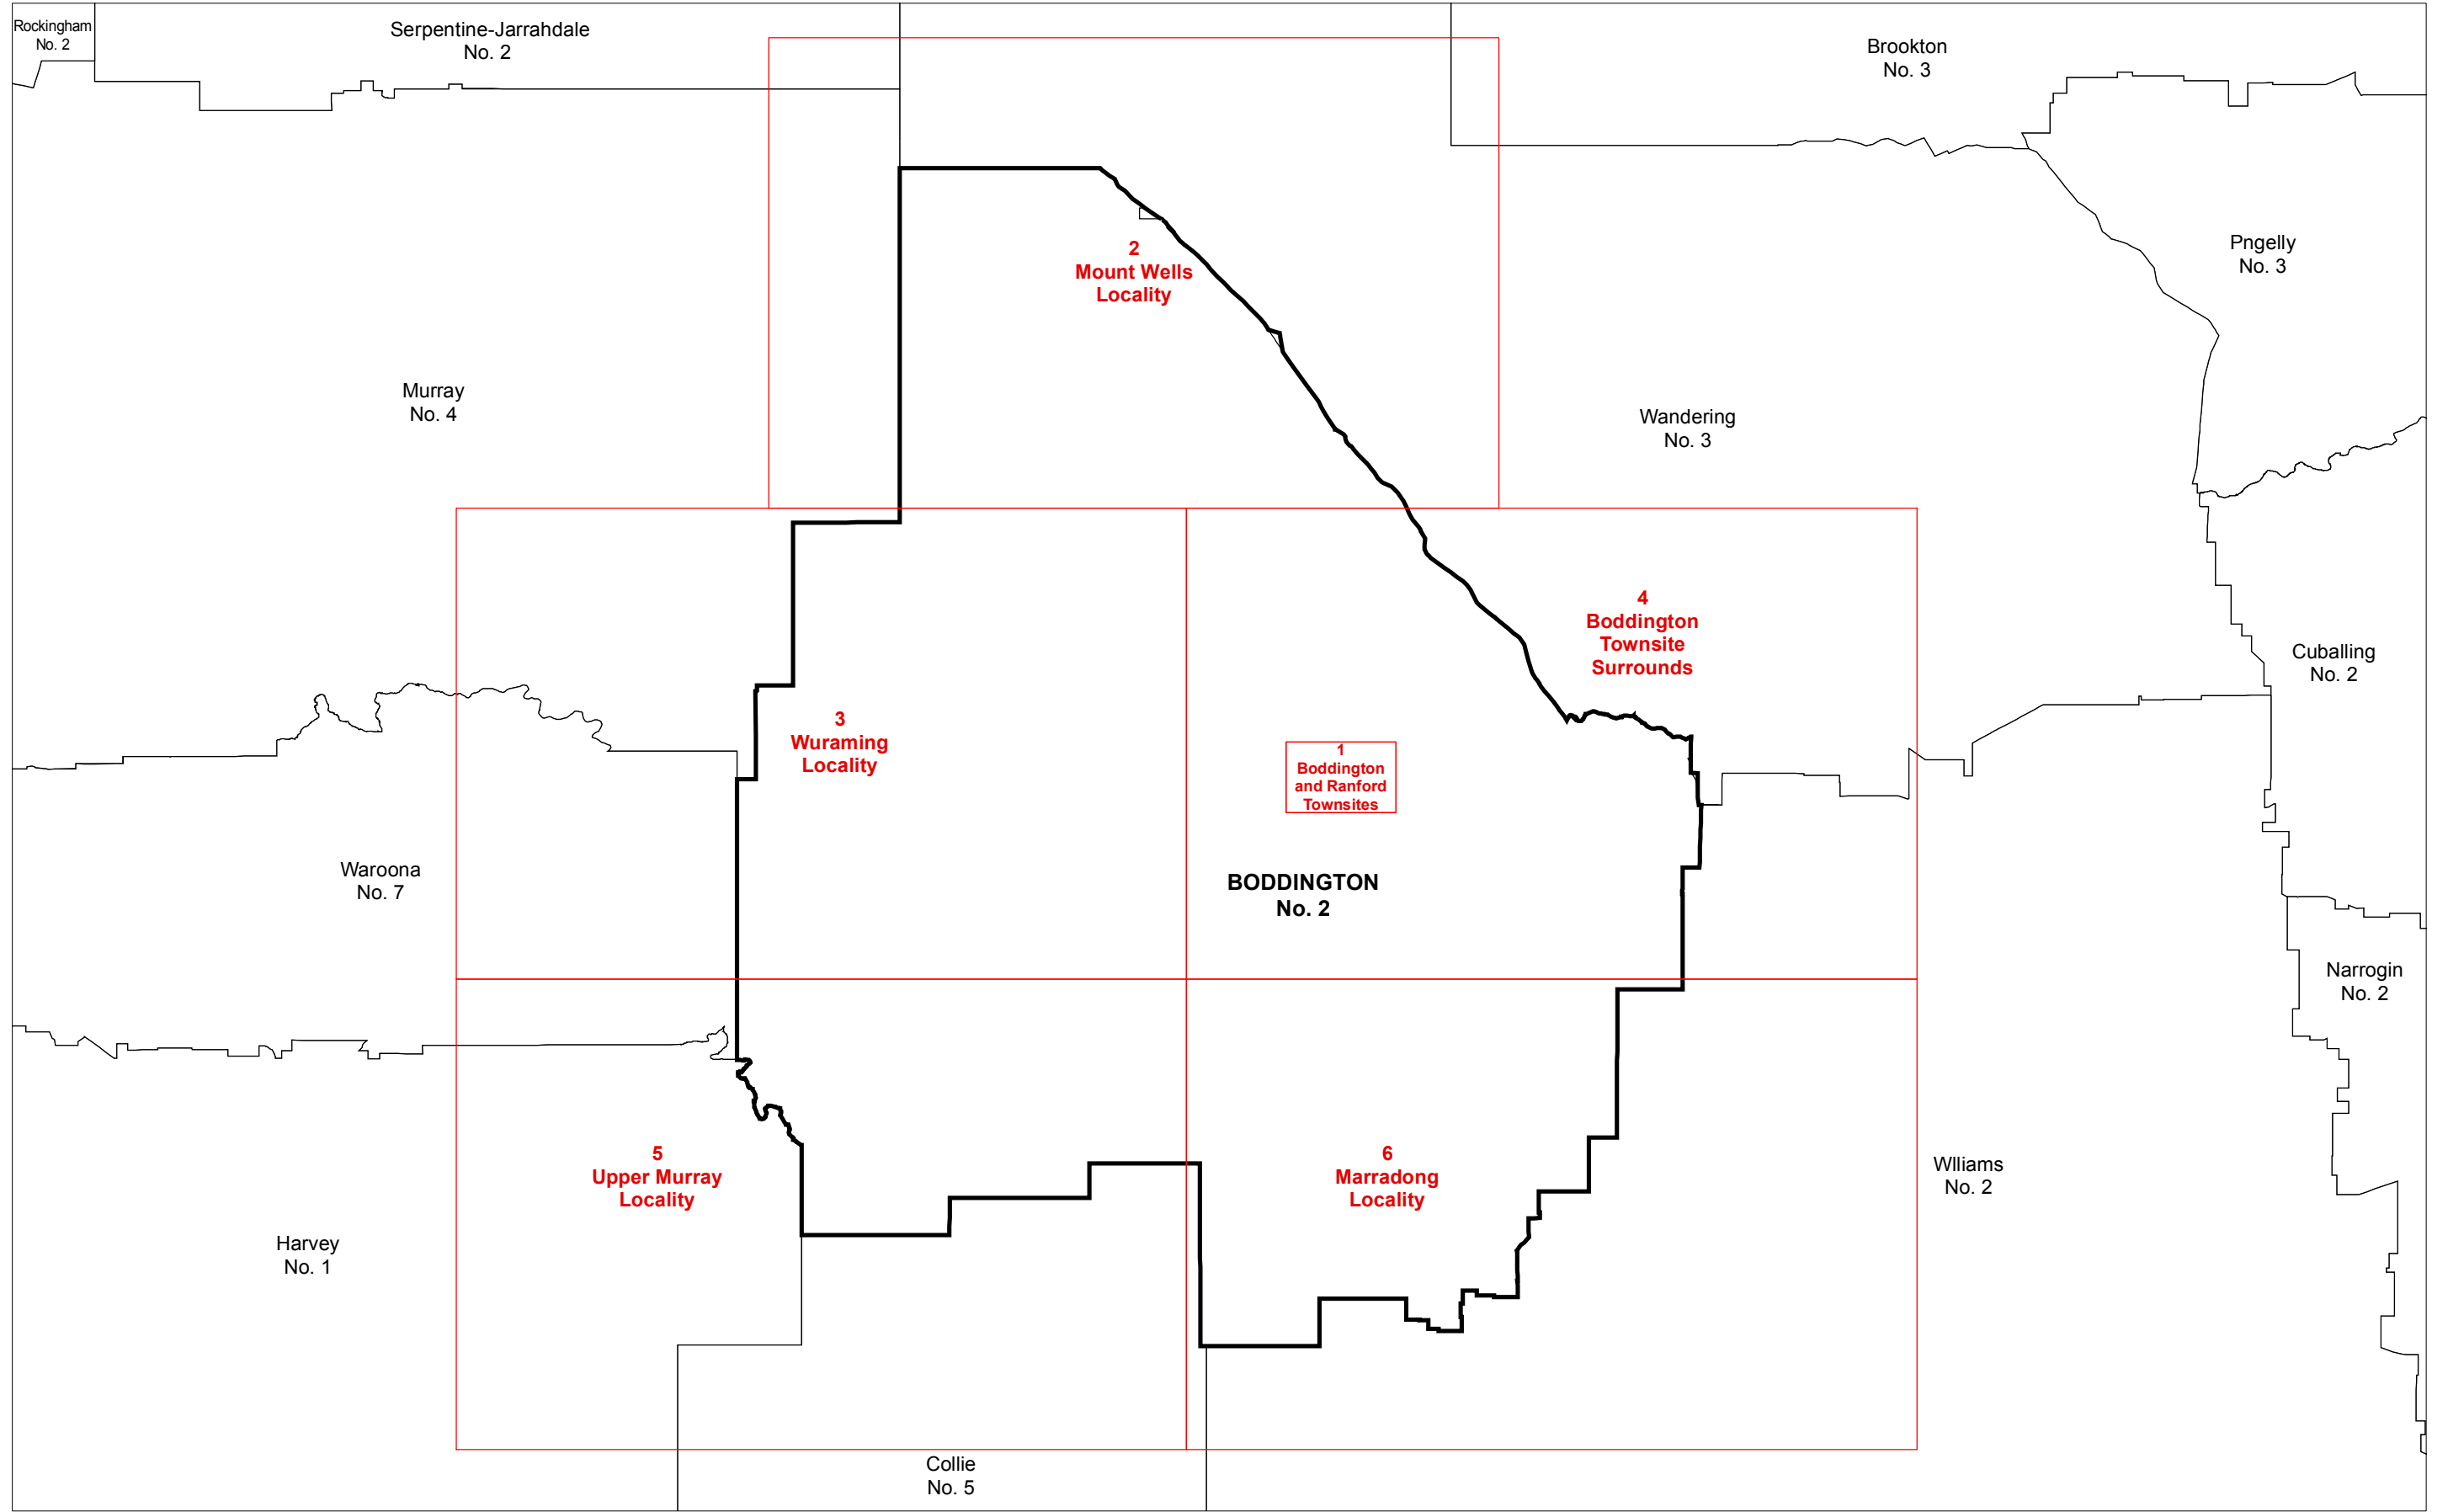 Rockingham
No. 2
Serpentine-Jarrahdale
No. 2
Brookton
No. 3
2
Mount Wells
Locality
Pngelly
No. 3
Murray
No. 4
Wandering
No. 3
4
Boddington
Townsite
Surrounds
Cuballing
No. 2
3
Wuraming
Locality
1
Boddington
and Ranford
Townsites
Waroona
No. 7
BODDINGTON
No. 2
Narrogin
No. 2
5
Upper Murray
Locality
6
Marradong
Locality
Wlliams
No. 2
Harvey
No. 1
Collie
No. 5